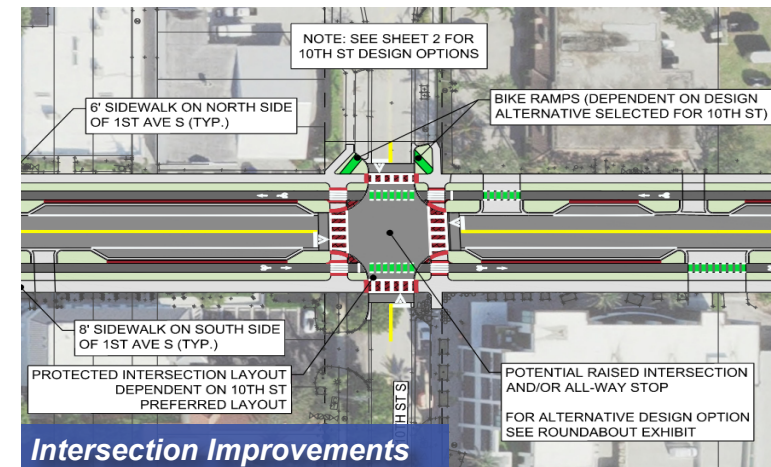 NOTE: SEE SHEET 2 FOR
10TH ST DESIGN OPTIONS
6' SIDEWALK ON NORTH SIDE
OF 1ST AVE S (TYP.)
BIKE RAMPS (DEPENDENT ON DESIGN
ALTERNATIVE SELECTED FOR 10TH ST)
8' SIDEWALK ON SOUTH SIDE
OF 1ST AVE S (TYP.)
PROTECTED INTERSECTION LAYOUT
DEPENDENT ON 10TH ST
PREFERRED LAYOUT
POTENTIAL RAISED INTERSECTION
AND/OR ALL-WAY STOP
FOR ALTERNATIVE DESIGN OPTION
SEE ROUNDABOUT EXHIBIT
ST S
Intersection Improvements